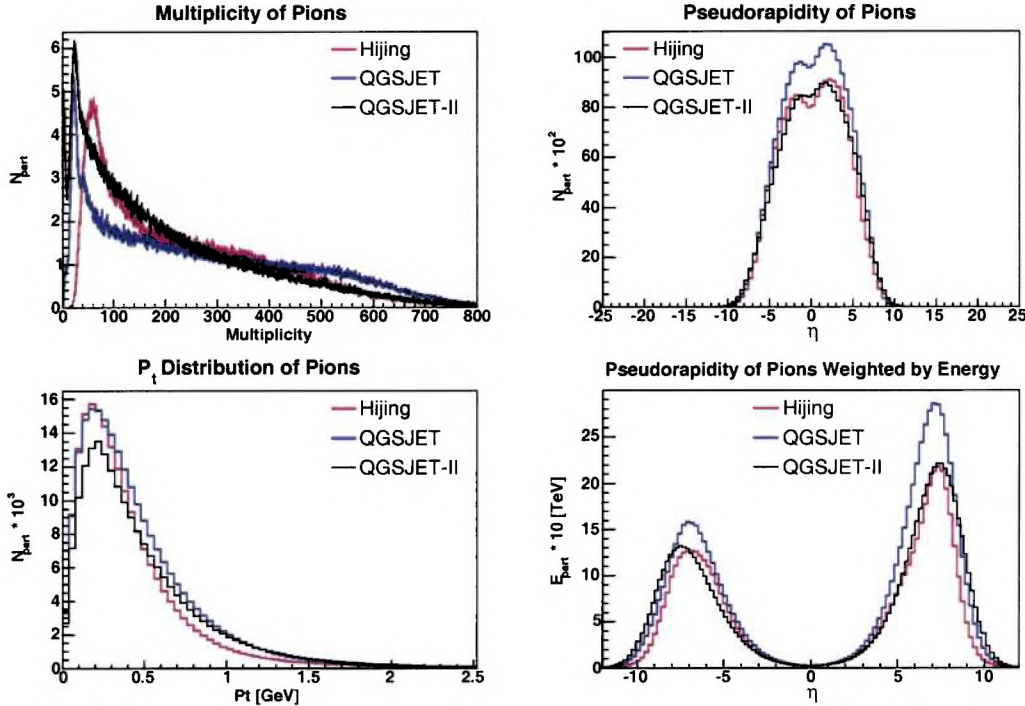 Multiplicity of Pions
N_part
6
5
4
3
2
1
0
Hijing
QGSJET
QGSJET-II
0 100 200 300 400 500 600 700 800
Multiplicity
Pseudorapidity of Pions
N_part * 10^2
100
80
60
40
20
0
Hijing
QGSJET
QGSJET-II
-25 -20 -15 -10 -5 0 5 10 15 20 25
η
P_t Distribution of Pions
N_part * 10^3
16
14
12
10
8
6
4
2
0
Hijing
QGSJET
QGSJET-II
0 0.5 1 1.5 2 2.5
Pt [GeV]
Pseudorapidity of Pions Weighted by Energy
E_part * 10 [TeV]
25
20
15
10
5
0
Hijing
QGSJET
QGSJET-II
-10 -5 0 5 10
η